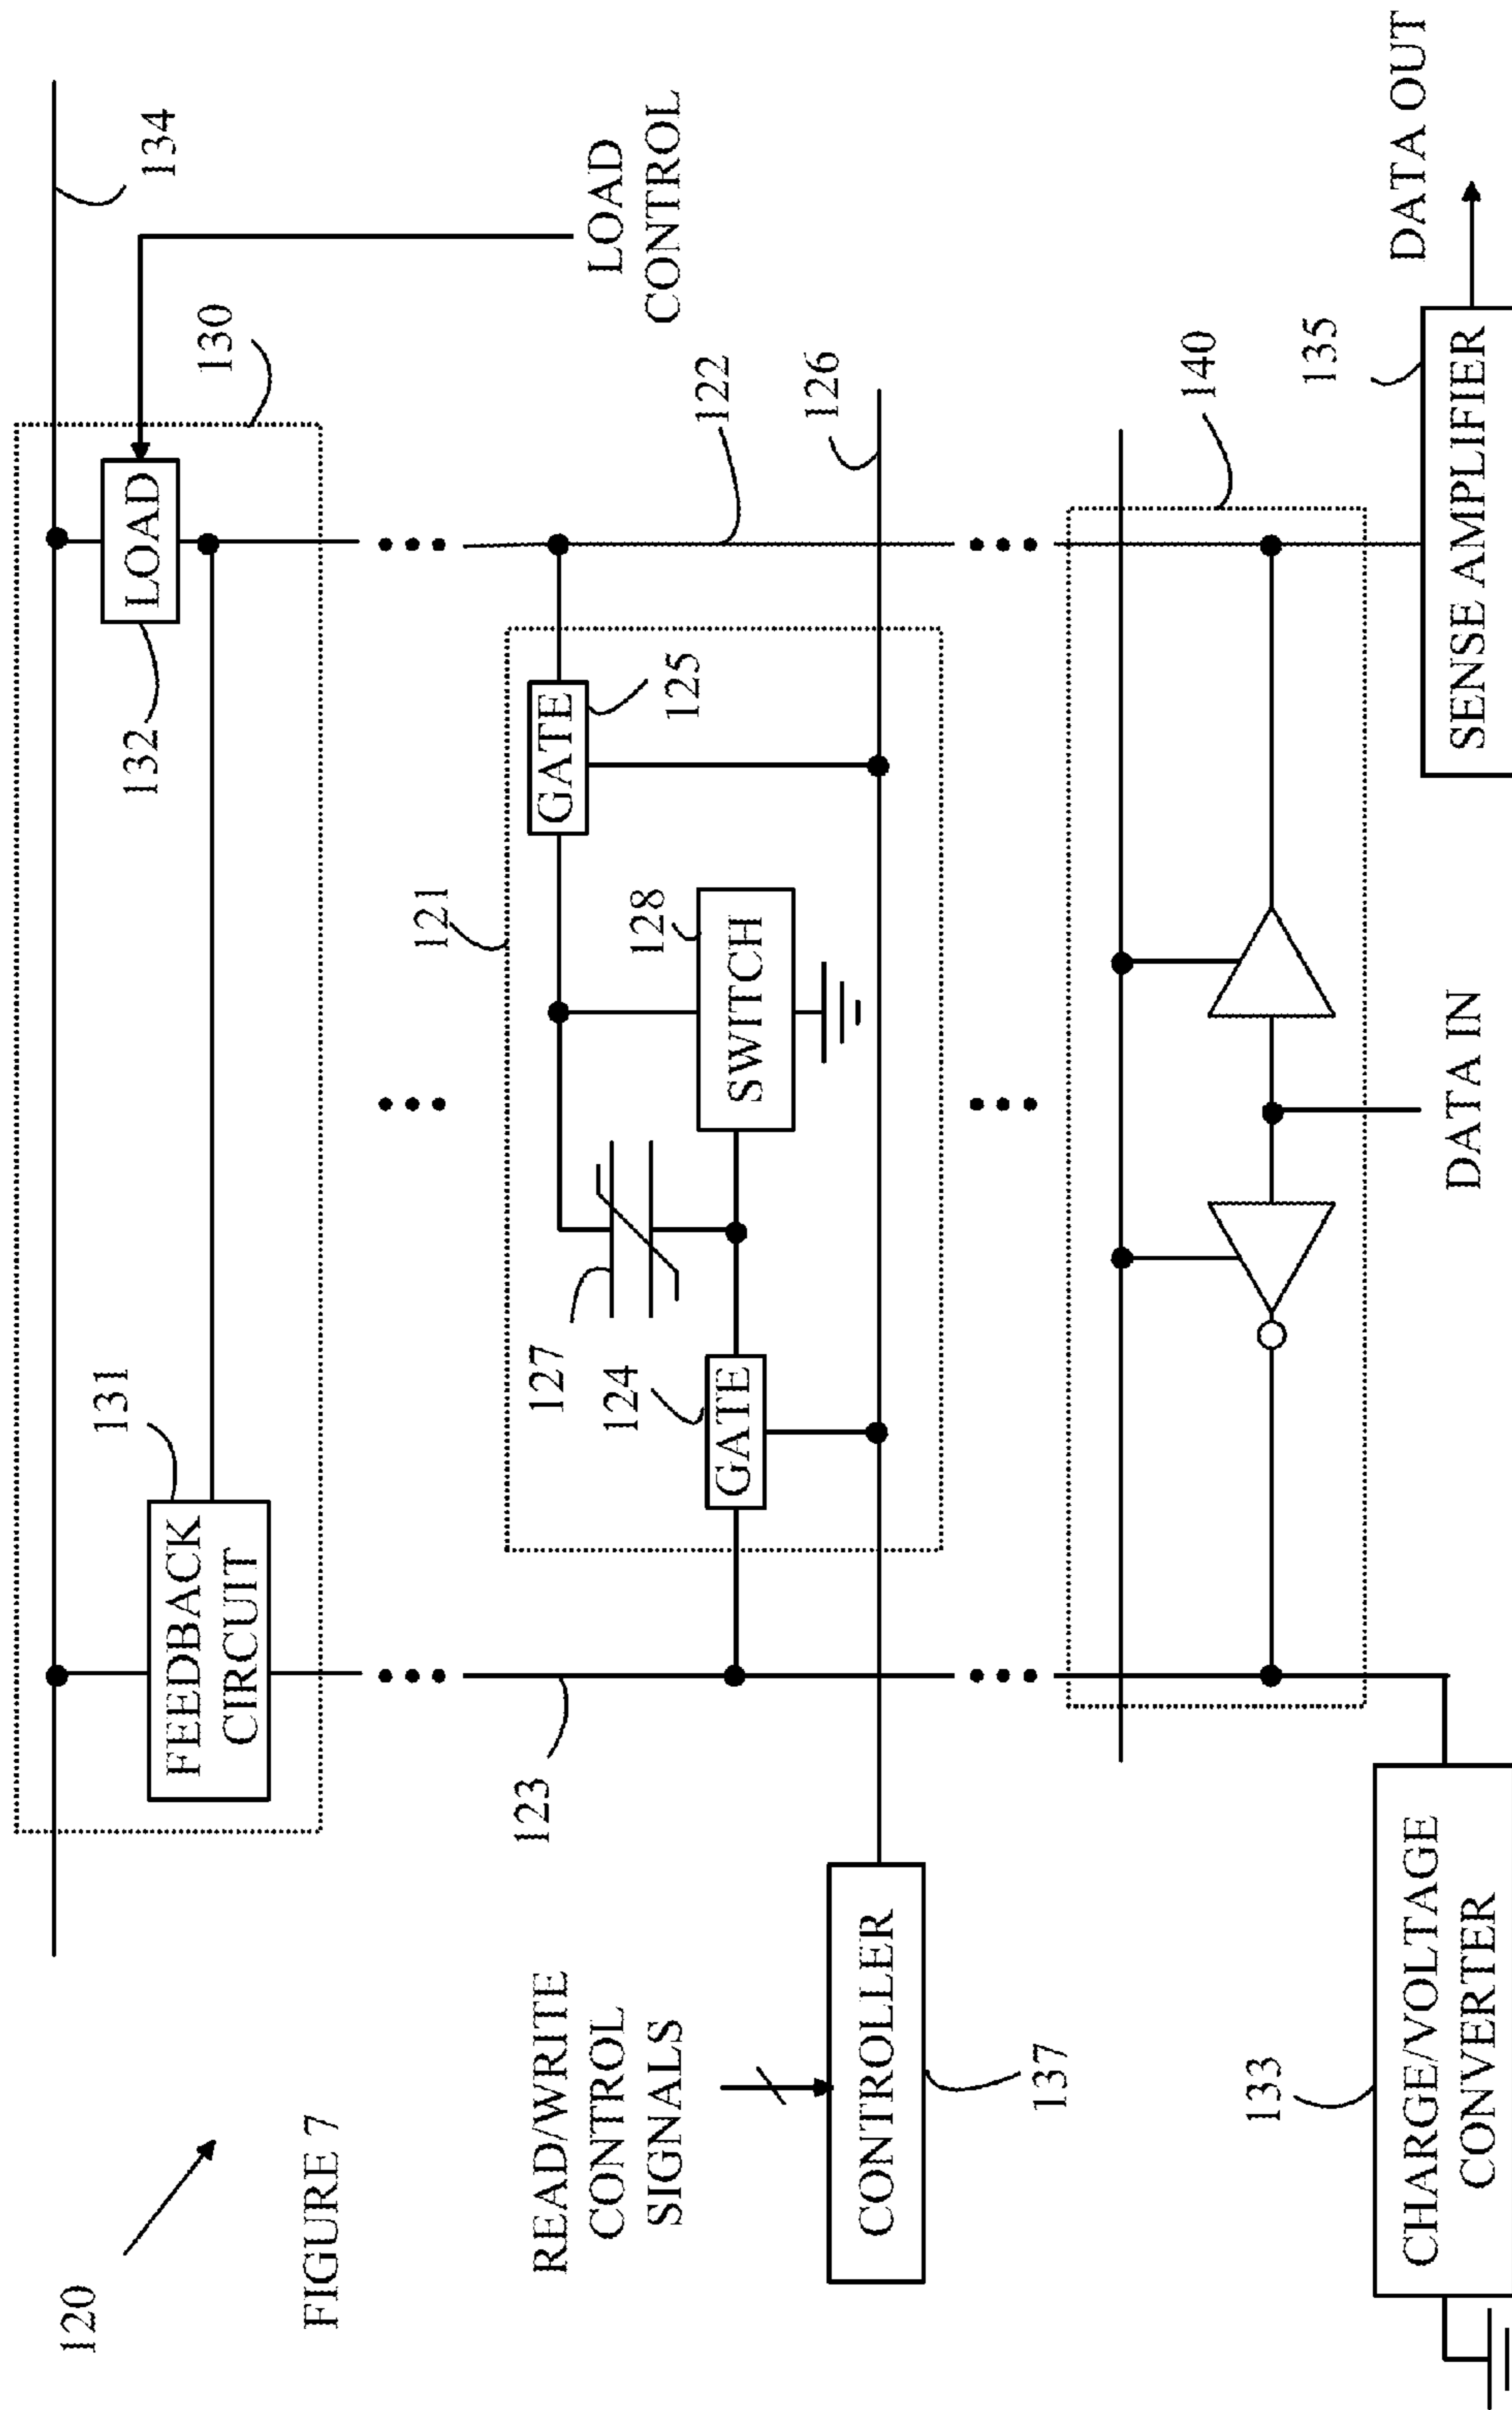 120
FIGURE 7
134
131
FEEDBACK
CIRCUIT
132
LOAD
130
LOAD
CONTROL
READ/WRITE
CONTROL
SIGNALS
123
121
127
124
GATE
128
SWITCH
GATE
125
122
126
CONTROLLER
137
140
133
CHARGE/VOLTAGE
CONVERTER
DATA IN
135
SENSE AMPLIFIER
DATA OUT